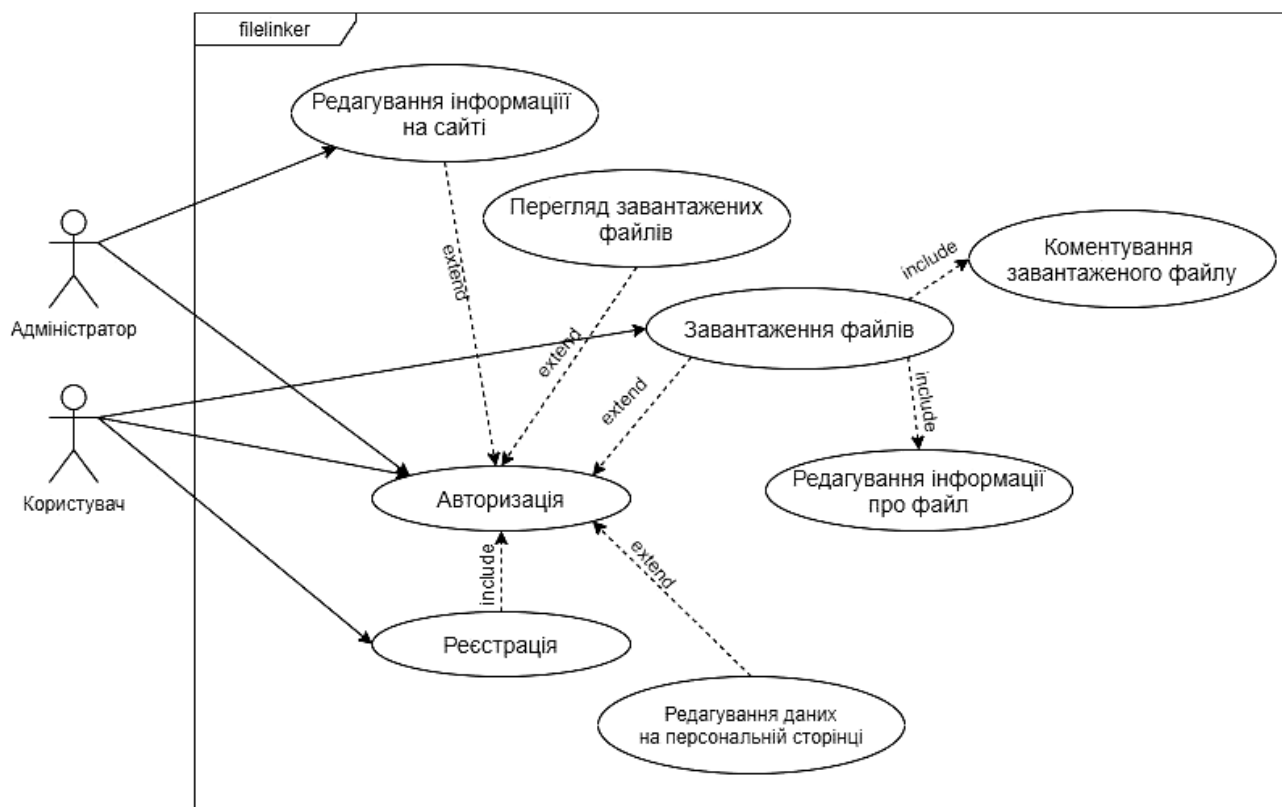 filelinker
Редагування інформаціїї
на сайті
Перегляд завантажених
файлів
Коментування
завантаженого файлу
include
extend
Адміністратор
Завантаження файлів
extend
extend
include
Користувач
Авторизація
Редагування інформації
про файл
include
extend
Реєстрація
Редагування даних
на персональній сторінці